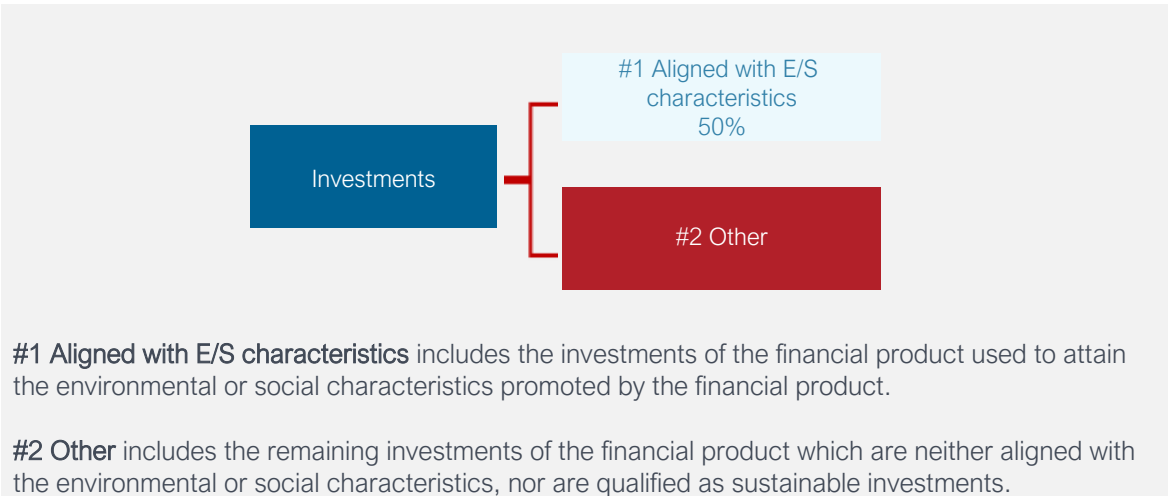 #1 Aligned with E/S
characteristics
50%
Investments
#2 Other
#1 Aligned with E/S characteristics includes the investments of the financial product used to attain
the environmental or social characteristics promoted by the financial product.
#2 Other includes the remaining investments of the financial product which are neither aligned with
the environmental or social characteristics, nor are qualified as sustainable investments.